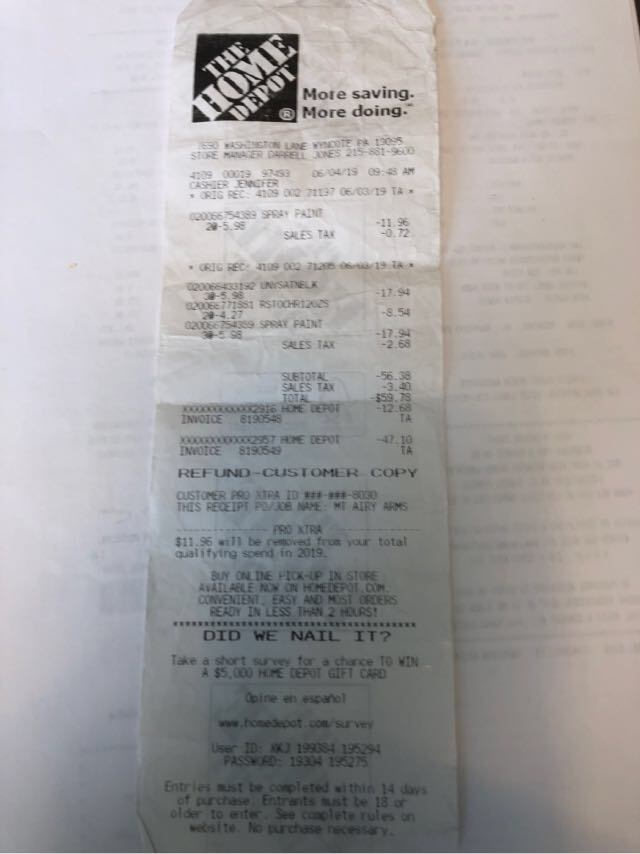 THE
HOME
DEPOT
®
More saving.
More doing.™
WASHINGTON LANE WYNCOTE PA 19095
STORE MANAGER DARRELL JONES 215-881-9600
4109 00019 97493 06/04/19 09:48 AM
CASHIER JENNIFER
* ORIG REC: 4109 002 71197 06/03/19 TA *
020066754389 SPRAY PAINT
2@-5.98 -11.96
SALES TAX -0.72
* ORIG REC: 4109 002 71205 06/03/19 TA *
020066433192 UNVSATNBLK
3@-5.98 -17.94
020066771881 RSTOCHR12OZS
2@-4.27 -8.54
020066754389 SPRAY PAINT
3@-5.98 -17.94
SALES TAX -2.68
SUBTOTAL -56.38
SALES TAX -3.40
TOTAL -$59.78
XXXXXXXXXXXX2916 HOME DEPOT -12.68
INVOICE 8190548 TA
XXXXXXXXXXXX2957 HOME DEPOT -47.10
INVOICE 8190549 TA
REFUND-CUSTOMER COPY
CUSTOMER PRO XTRA ID ###-###-8030
THIS RECEIPT PO/JOB NAME: MT AIRY ARMS
PRO XTRA
$11.96 will be removed from your total
qualifying spend in 2019.
BUY ONLINE PICK-UP IN STORE
AVAILABLE NOW ON HOMEDEPOT.COM.
CONVENIENT, EASY AND MOST ORDERS
READY IN LESS THAN 2 HOURS!
DID WE NAIL IT?
Take a short survey for a chance TO WIN
A $5,000 HOME DEPOT GIFT CARD
Opine en español
www.homedepot.com/survey
User ID: XKJ 199384 195294
PASSWORD: 19304 195275
Entries must be completed within 14 days
of purchase. Entrants must be 18 or
older to enter. See complete rules on
website. No purchase necessary.